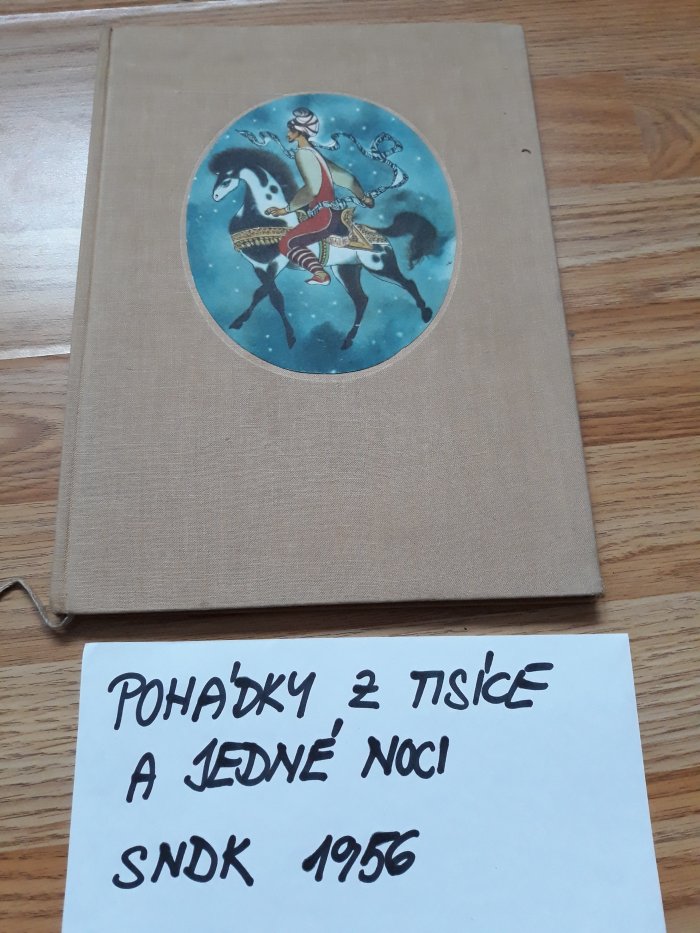 POHÁDKY Z TISÍCE
A JEDNÉ NOCI
SNDK 1956